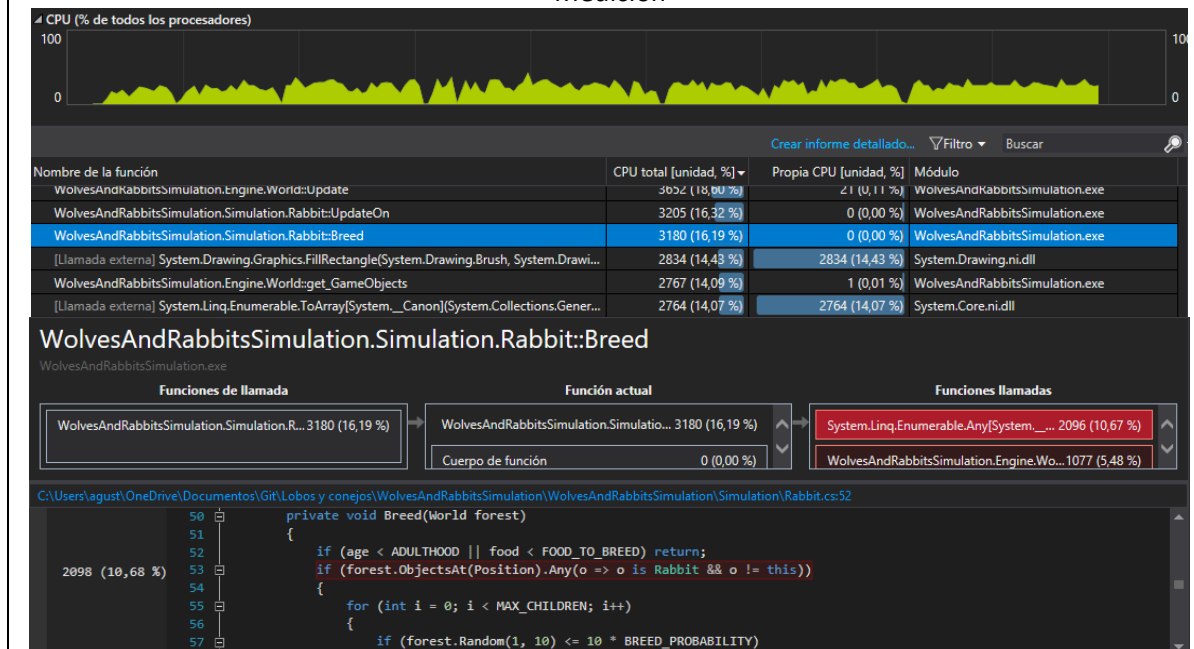 Medición
CPU (% de todos los procesadores)
100 100
0 0
Crear informe detallado... Filtro Buscar
Nombre de la función CPU total [unidad, %] Propia CPU [unidad, %] Módulo
WolvesAndRabbitsSimulation.Engine.World::Update 3652 (18,60 %) 21 (0,11 %) WolvesAndRabbitsSimulation.exe
WolvesAndRabbitsSimulation.Simulation.Rabbit::UpdateOn 3205 (16,32 %) 0 (0,00 %) WolvesAndRabbitsSimulation.exe
WolvesAndRabbitsSimulation.Simulation.Rabbit::Breed 3180 (16,19 %) 0 (0,00 %) WolvesAndRabbitsSimulation.exe
[Llamada externa] System.Drawing.Graphics.FillRectangle(System.Drawing.Brush, System.Drawi... 2834 (14,43 %) 2834 (14,43 %) System.Drawing.ni.dll
WolvesAndRabbitsSimulation.Engine.World::get_GameObjects 2767 (14,09 %) 1 (0,01 %) WolvesAndRabbitsSimulation.exe
[Llamada externa] System.Linq.Enumerable.ToArray[System.__Canon](System.Collections.Gener... 2764 (14,07 %) 2764 (14,07 %) System.Core.ni.dll
WolvesAndRabbitsSimulation.Simulation.Rabbit::Breed
WolvesAndRabbitsSimulation.exe
Funciones de llamada Función actual Funciones llamadas
WolvesAndRabbitsSimulation.Simulation.R... 3180 (16,19 %) WolvesAndRabbitsSimulation.Simulatio... 3180 (16,19 %) System.Linq.Enumerable.Any[System.__... 2096 (10,67 %)
Cuerpo de función 0 (0,00 %) WolvesAndRabbitsSimulation.Engine.Wo...1077 (5,48 %)
C:\Users\agust\OneDrive\Documentos\Git\Lobos y conejos\WolvesAndRabbitsSimulation\WolvesAndRabbitsSimulation\Simulation\Rabbit.cs:52
50 private void Breed(World forest)
51 {
52 if (age < ADULTHOOD || food < FOOD_TO_BREED) return;
2098 (10,68 %) 53 if (forest.ObjectsAt(Position).Any(o => o is Rabbit && o != this))
54 {
55 for (int i = 0; i < MAX_CHILDREN; i++)
56 {
57 if (forest.Random(1, 10) <= 10 * BREED_PROBABILITY)